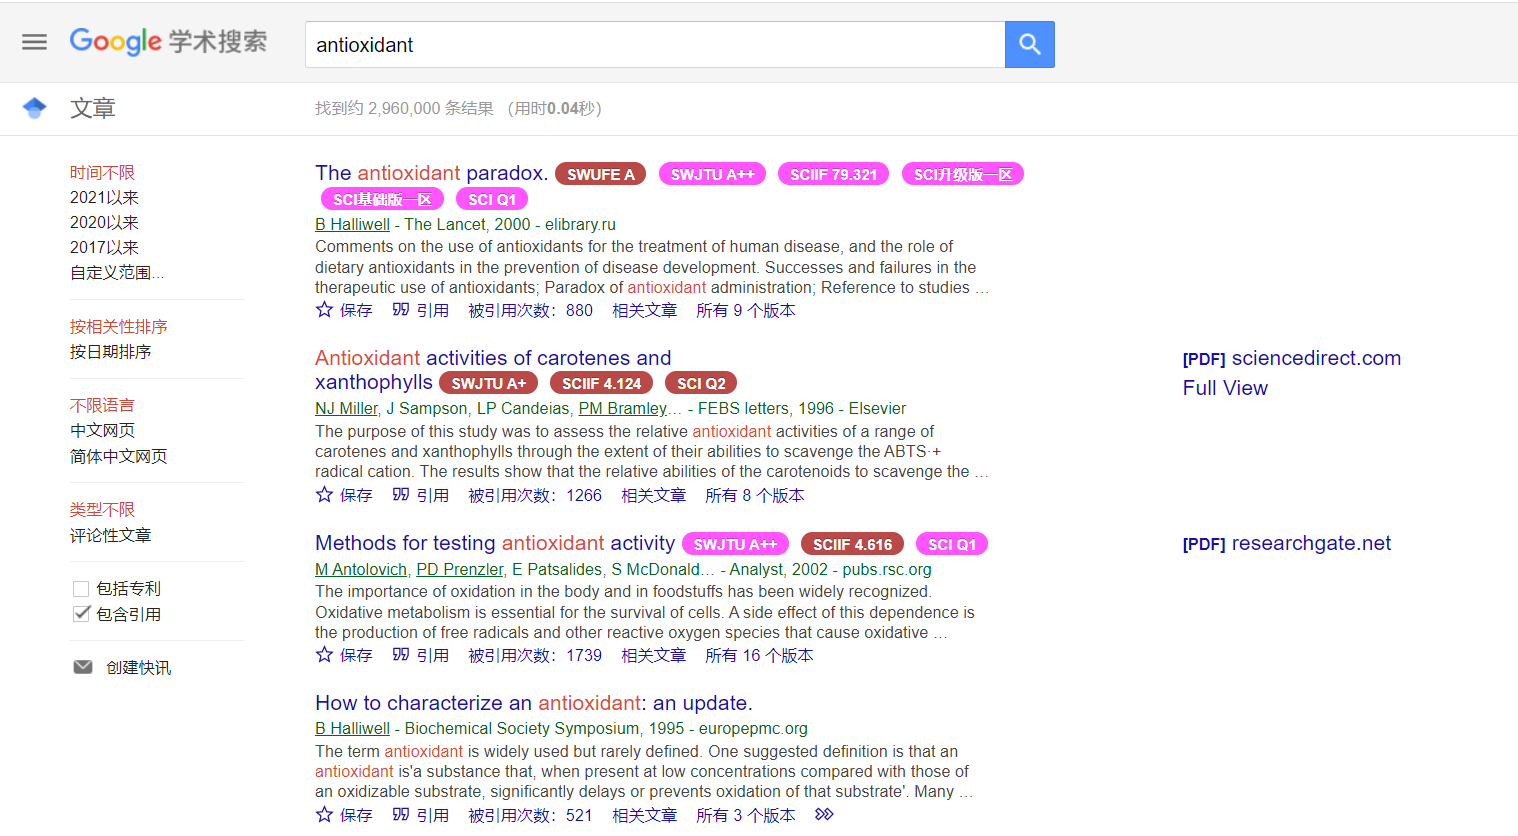 Google 学术搜索
antioxidant
文章
找到约 2,960,000 条结果 （用时0.04秒）
时间不限
2021以来
2020以来
2017以来
自定义范围...
按相关性排序
按日期排序
不限语言
中文网页
简体中文网页
类型不限
评论性文章
包括专利
包含引用
创建快讯
The antioxidant paradox. SWUFE A SWJTU A++ SCIIF 79.321 SCI升级版一区
SCI基础版一区 SCI Q1
B Halliwell - The Lancet, 2000 - elibrary.ru
Comments on the use of antioxidants for the treatment of human disease, and the role of
dietary antioxidants in the prevention of disease development. Successes and failures in the
therapeutic use of antioxidants; Paradox of antioxidant administration; Reference to studies …
保存 引用 被引用次数：880 相关文章 所有 9 个版本
Antioxidant activities of carotenes and
xanthophylls SWJTU A+ SCIIF 4.124 SCI Q2
NJ Miller, J Sampson, LP Candeias, PM Bramley… - FEBS letters, 1996 - Elsevier
The purpose of this study was to assess the relative antioxidant activities of a range of
carotenes and xanthophylls through the extent of their abilities to scavenge the ABTS·+
radical cation. The results show that the relative abilities of the carotenoids to scavenge the …
保存 引用 被引用次数：1266 相关文章 所有 8 个版本
[PDF] sciencedirect.com
Full View
Methods for testing antioxidant activity SWJTU A++ SCIIF 4.616 SCI Q1
M Antolovich, PD Prenzler, E Patsalides, S McDonald… - Analyst, 2002 - pubs.rsc.org
The importance of oxidation in the body and in foodstuffs has been widely recognized.
Oxidative metabolism is essential for the survival of cells. A side effect of this dependence is
the production of free radicals and other reactive oxygen species that cause oxidative …
保存 引用 被引用次数：1739 相关文章 所有 16 个版本
[PDF] researchgate.net
How to characterize an antioxidant: an update.
B Halliwell - Biochemical Society Symposium, 1995 - europepmc.org
The term antioxidant is widely used but rarely defined. One suggested definition is that an
antioxidant is'a substance that, when present at low concentrations compared with those of
an oxidizable substrate, significantly delays or prevents oxidation of that substrate'. Many …
保存 引用 被引用次数：521 相关文章 所有 3 个版本